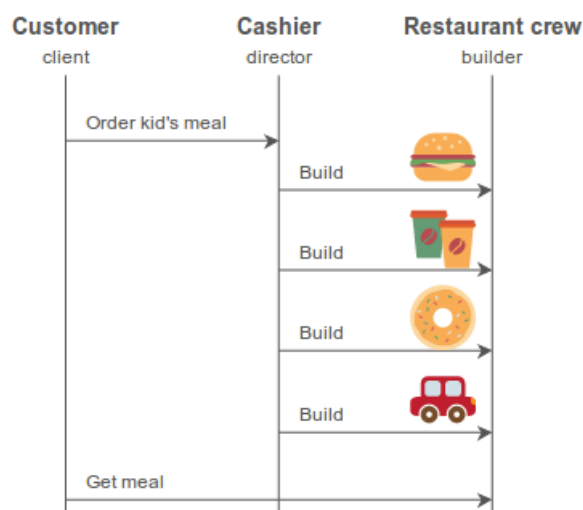 Customer
client
Cashier
director
Restaurant crew
builder
Order kid's meal
Build
Build
Build
Build
Get meal